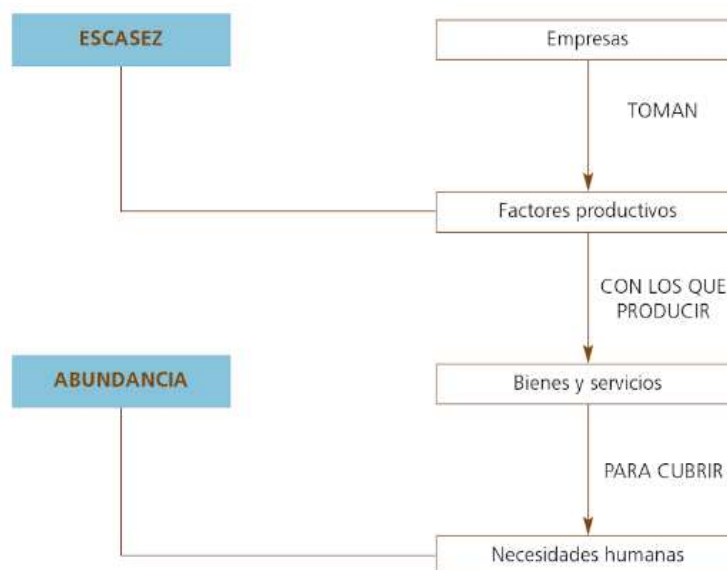 ESCASEZ
Empresas
TOMAN
Factores productivos
CON LOS QUE
PRODUCIR
ABUNDANCIA
Bienes y servicios
PARA CUBRIR
Necesidades humanas